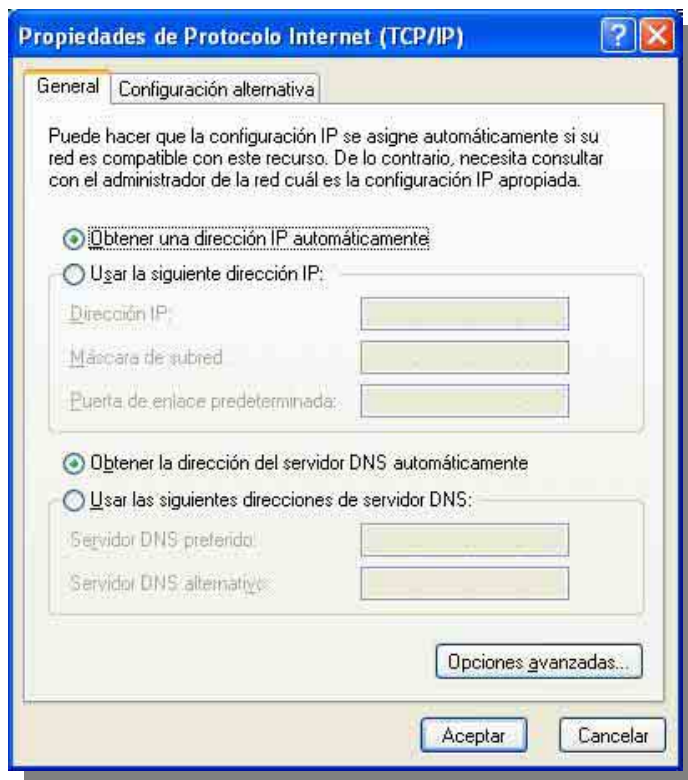 Propiedades de Protocolo Internet (TCP/IP)
General
Configuración alternativa
Puede hacer que la configuración IP se asigne automáticamente si su
red es compatible con este recurso. De lo contrario, necesita consultar
con el administrador de la red cuál es la configuración IP apropiada.
Obtener una dirección IP automáticamente
Usar la siguiente dirección IP:
Dirección IP:
Máscara de subred
Puerta de enlace predeterminada:
Obtener la dirección del servidor DNS automáticamente
Usar las siguientes direcciones de servidor DNS:
Servidor DNS preferido:
Servidor DNS alternativo:
Opciones avanzadas...
Aceptar
Cancelar